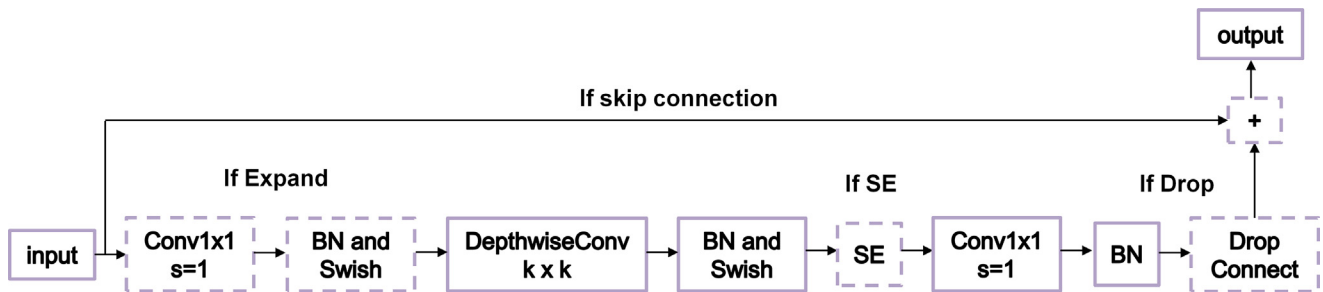 output
If skip connection
+
If Expand
If SE
If Drop
input
Conv1x1
s=1
BN and
Swish
DepthwiseConv
k x k
BN and
Swish
SE
Conv1x1
s=1
BN
Drop
Connect